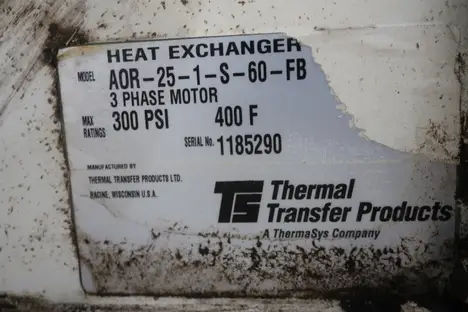 HEAT EXCHANGER
MODEL AOR-25-1-S-60-FB
3 PHASE MOTOR
MAX RATINGS 300 PSI 400 F
SERIAL No. 1185290
MANUFACTURED BY
THERMAL TRANSFER PRODUCTS LTD.
RACINE, WISCONSIN U.S.A.
TTS Thermal
Transfer Products
A ThermaSys Company